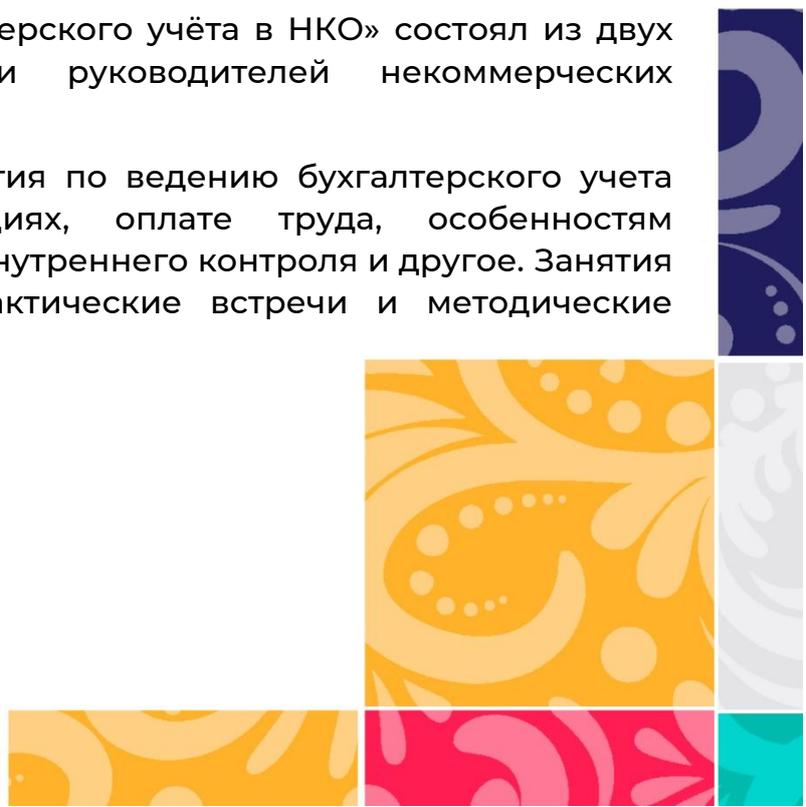 ерского учёта в НКО» состоял из двух
и руководителей некоммерческих
тия по ведению бухгалтерского учета
циях, оплате труда, особенностям
нутреннего контроля и другое. Занятия
актические встречи и методические